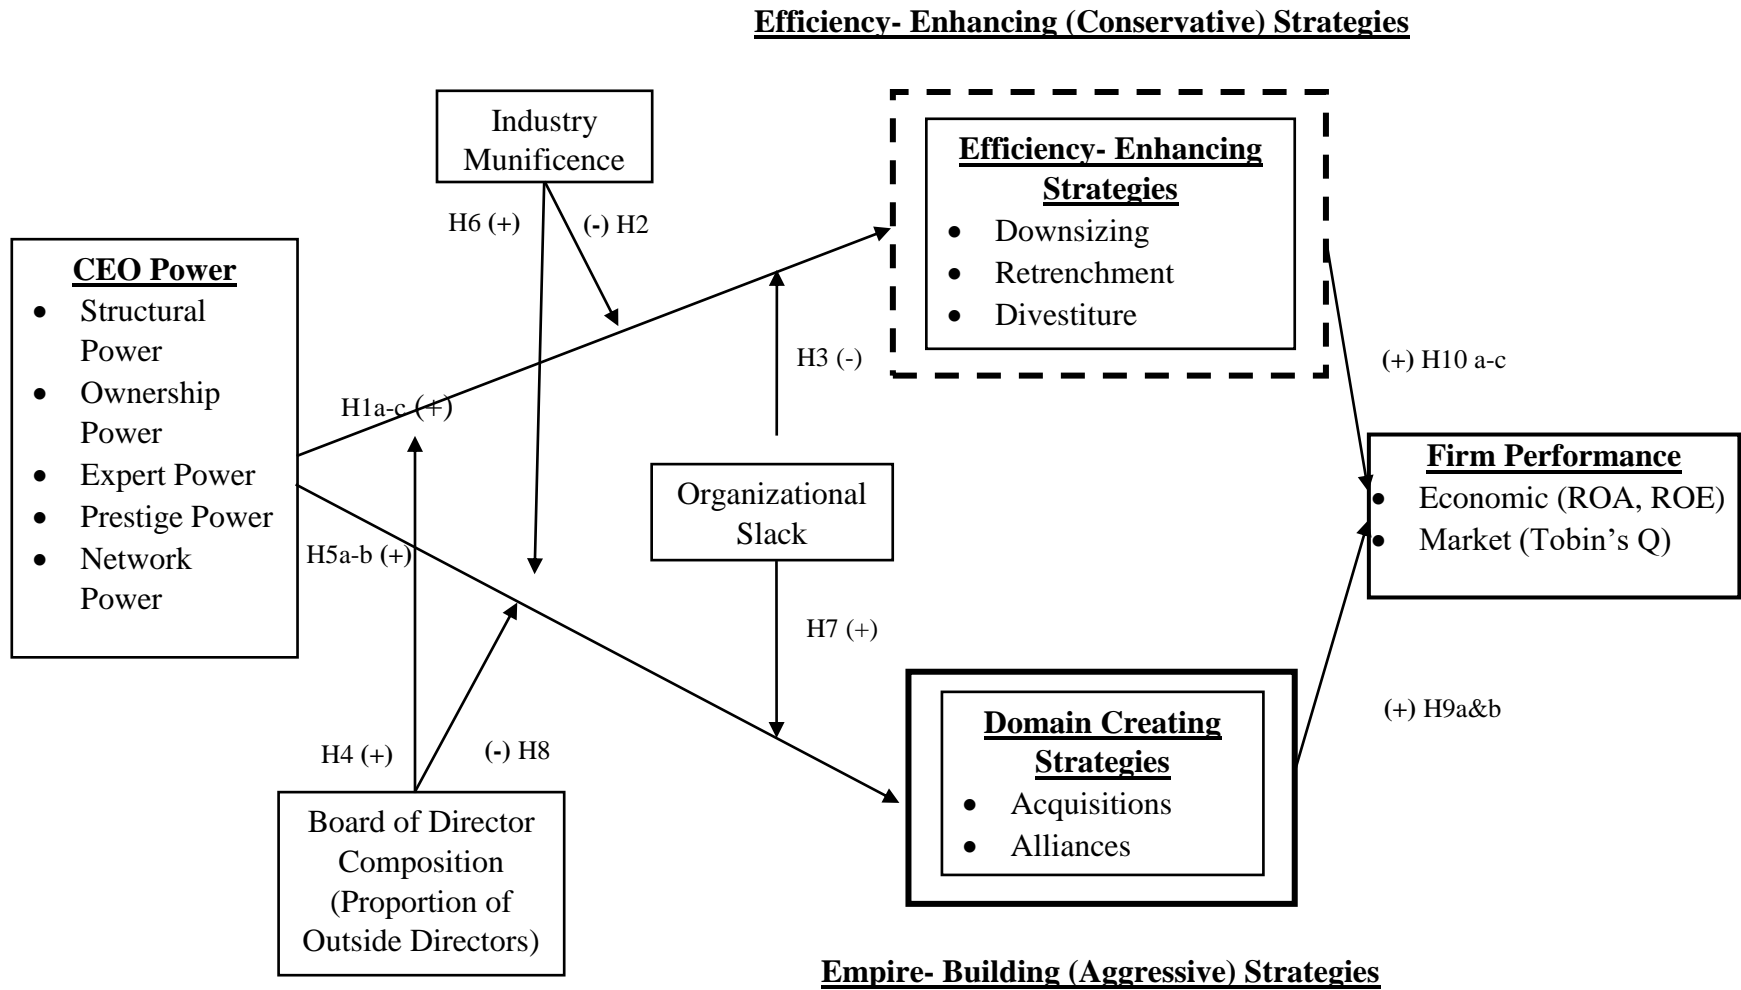 Efficiency- Enhancing (Conservative) Strategies
Industry
Munificence
H6 (+)
(-) H2
CEO Power
• Structural
Power
• Ownership
Power
• Expert Power
• Prestige Power
• Network
Power
H1a-c (+)
H5a-b (+)
Efficiency- Enhancing
Strategies
• Downsizing
• Retrenchment
• Divestiture
H3 (-)
(+) H10 a-c
Organizational
Slack
Firm Performance
• Economic (ROA, ROE)
• Market (Tobin’s Q)
H7 (+)
(+) H9a&b
H4 (+)
(-) H8
Domain Creating
Strategies
• Acquisitions
• Alliances
Board of Director
Composition
(Proportion of
Outside Directors)
Empire- Building (Aggressive) Strategies